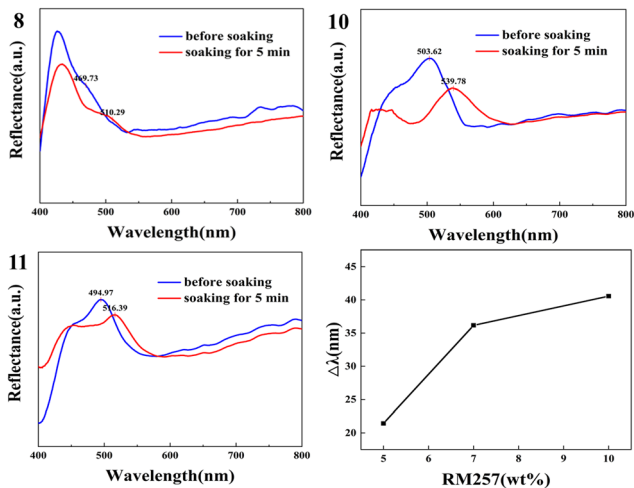 8
Reflectance(a.u.)
before soaking
soaking for 5 min
469.73
510.29
400 500 600 700 800
Wavelength(nm)
10
Reflectance(a.u.)
503.62
before soaking
soaking for 5 min
539.78
400 500 600 700 800
Wavelength(nm)
11
Reflectance(a.u.)
494.97
before soaking
516.39
soaking for 5 min
400 500 600 700 800
Wavelength(nm)
△λ(nm)
45
40
35
30
25
20
5 6 7 8 9 10
RM257(wt%)